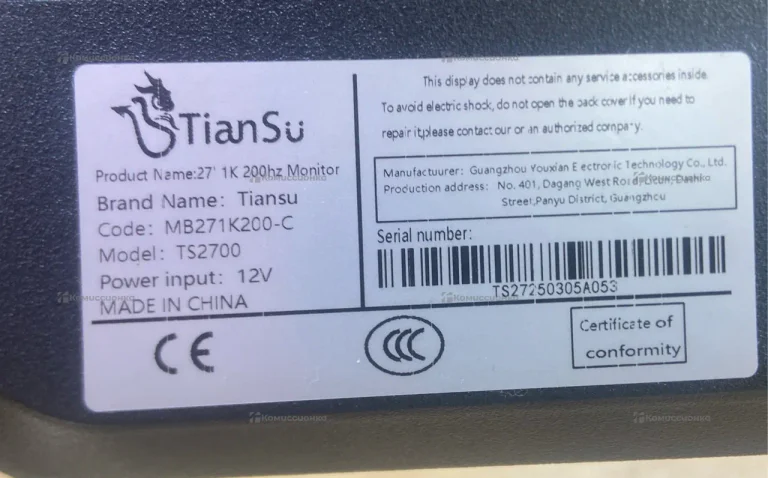 TianSu
Product Name:27' 1K 200hz Monitor
Brand Name: Tiansu
Code: MB271K200-C
Model: TS2700
Power input: 12V
MADE IN CHINA
This display does not contain any service accessories inside.
To avoid electric shock, do not open the back cover If you need to
repair it,please contact our or an authorized company.
Manufactuurer: Guangzhou Youxian Electronic Technology Co., Ltd.
Production address: No. 401, Dagang West Road,
Street,Panyu District, Guangzhou
Serial number:
TS27250305A053
CE
CCC
Certificate of
conformity
Комиссионко